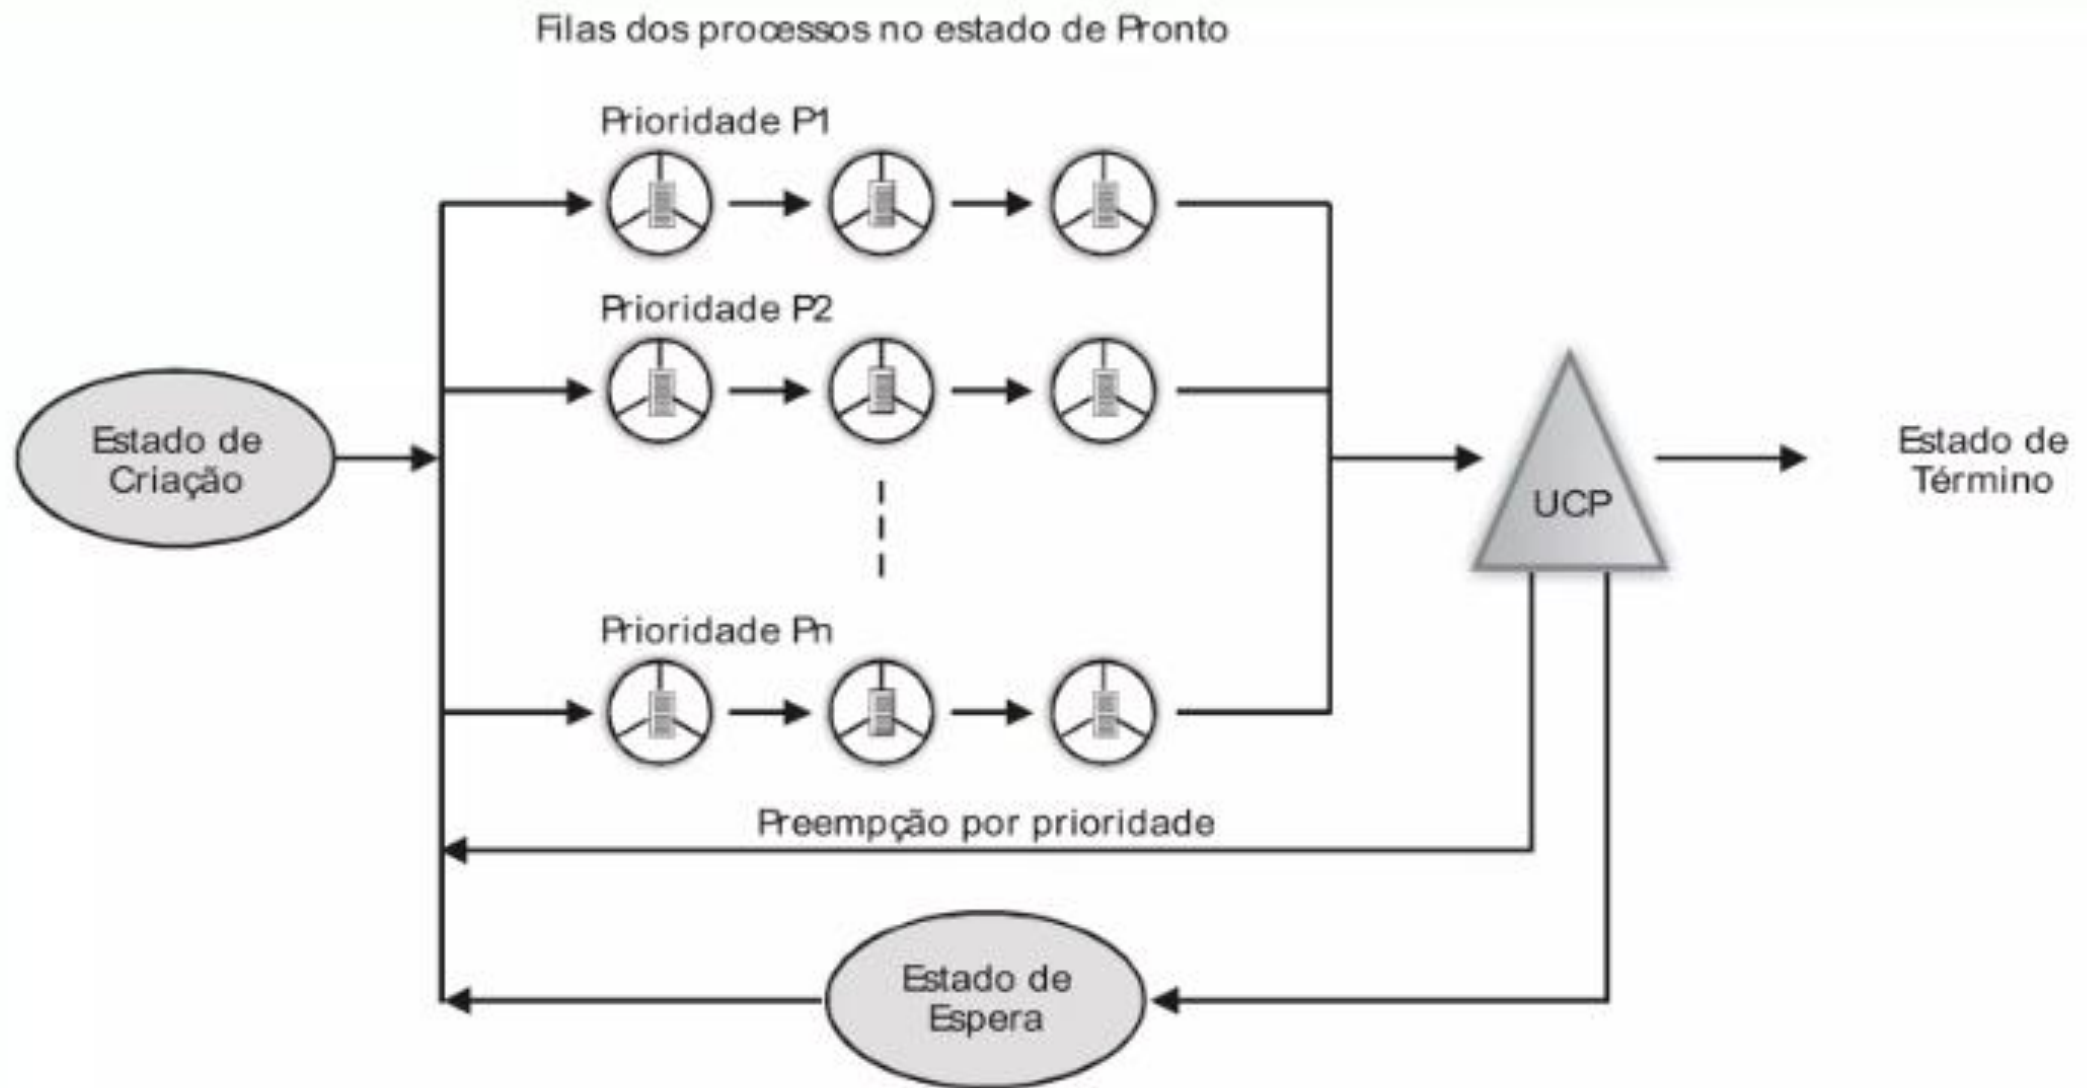 Filas dos processos no estado de Pronto
Prioridade P1
Prioridade P2
Estado de
Criação
UCP
Estado de
Término
Prioridade Pn
Preempção por prioridade
Estado de
Espera